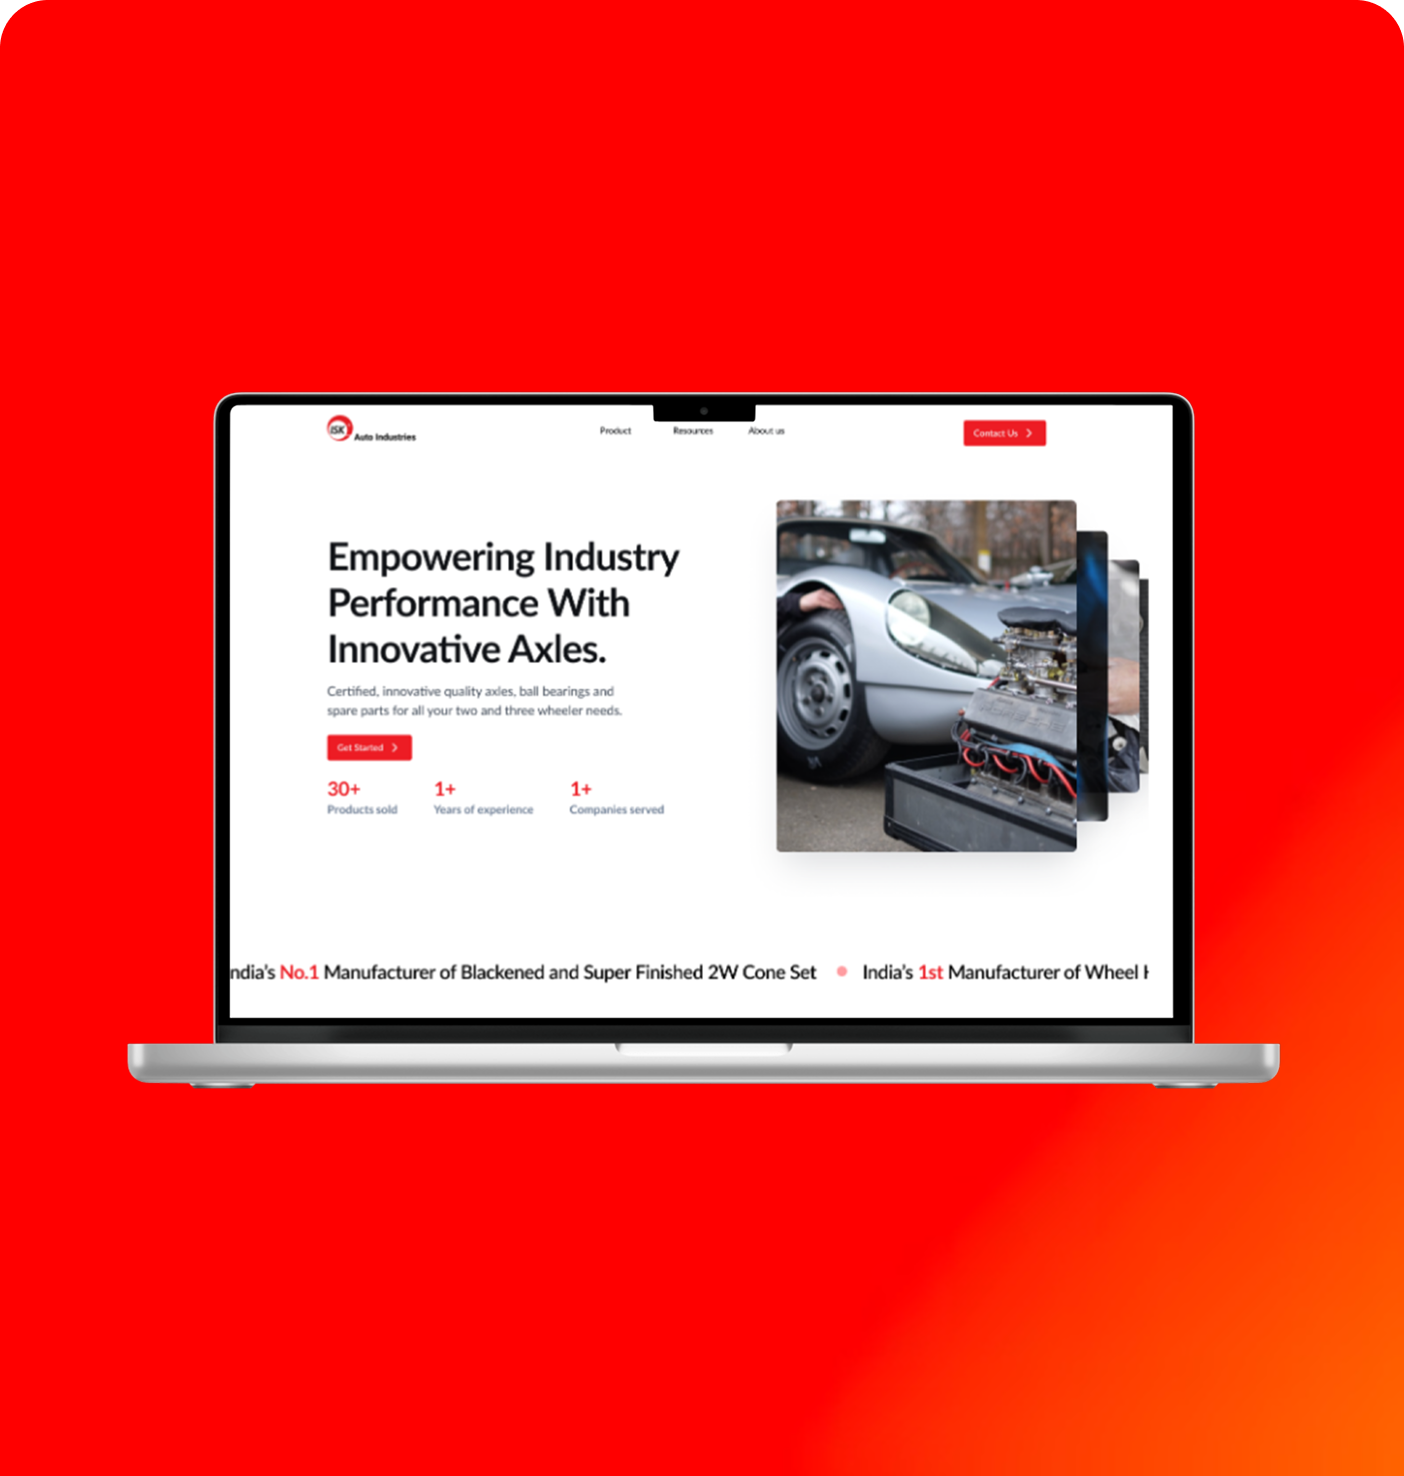 ISK Auto Industries
Product Resources About us
Contact Us
Empowering Industry
Performance With
Innovative Axles.
Certified, innovative quality axles, ball bearings and
spare parts for all your two and three wheeler needs.
Get Started
30+ 1+ 1+
Products sold Years of experience Companies served
ndia's No.1 Manufacturer of Blackened and Super Finished 2W Cone Set • India's 1st Manufacturer of Wheel